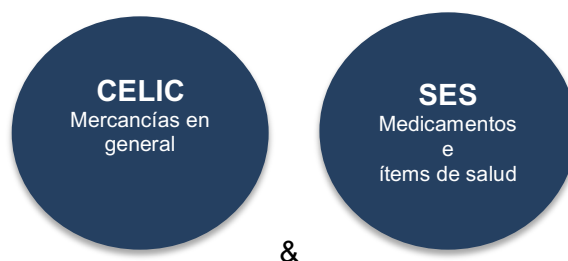 CELIC
Mercancías en
general
SES
Medicamentos
e
ítems de salud
&